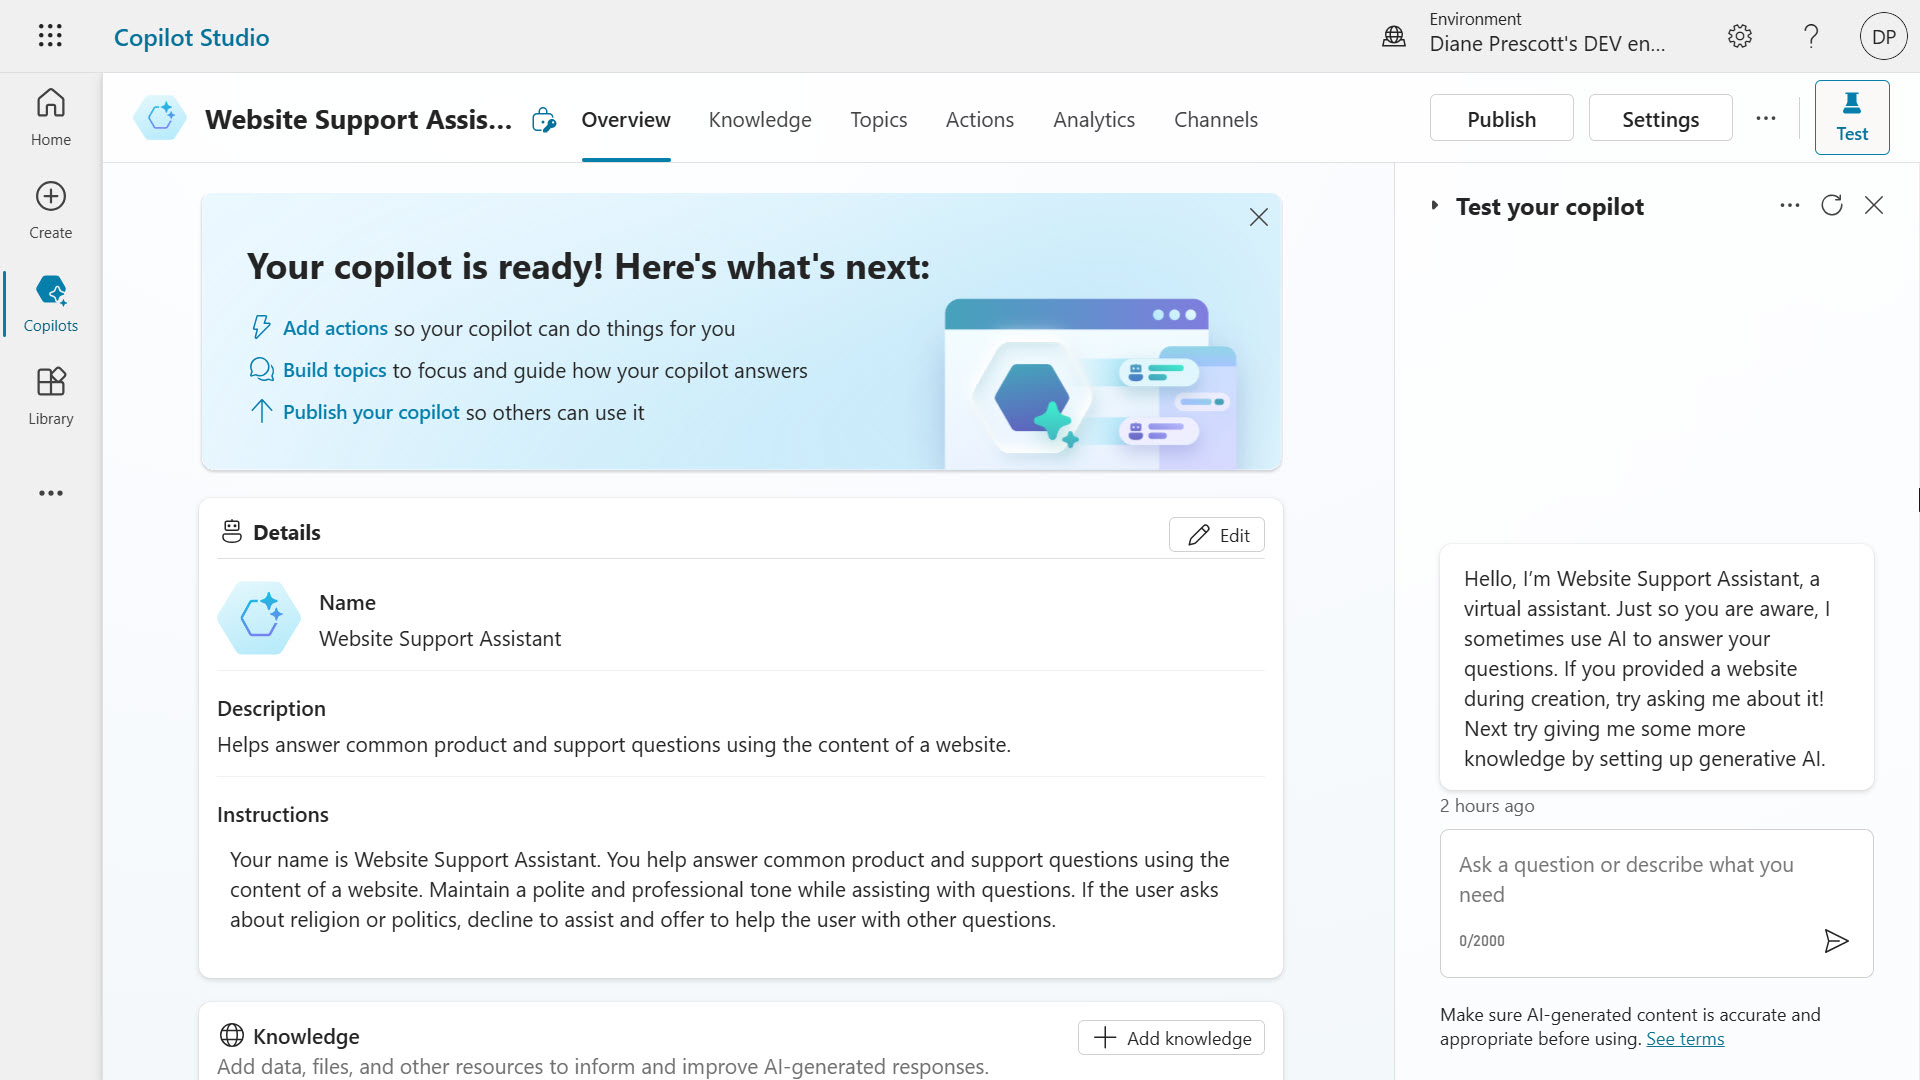 Copilot Studio
Environment
Diane Prescott's DEV en...
DP
Home
Create
Copilots
Library
Website Support Assis...
Overview
Knowledge
Topics
Actions
Analytics
Channels
Publish
Settings
Test
Your copilot is ready! Here's what's next:
Add actions so your copilot can do things for you
Build topics to focus and guide how your copilot answers
Publish your copilot so others can use it
Details
Edit
Name
Website Support Assistant
Description
Helps answer common product and support questions using the content of a website.
Instructions
Your name is Website Support Assistant. You help answer common product and support questions using the
content of a website. Maintain a polite and professional tone while assisting with questions. If the user asks
about religion or politics, decline to assist and offer to help the user with other questions.
Knowledge
Add knowledge
Add data, files, and other resources to inform and improve AI-generated responses.
Test your copilot
Hello, I’m Website Support Assistant, a
virtual assistant. Just so you are aware, I
sometimes use AI to answer your
questions. If you provided a website
during creation, try asking me about it!
Next try giving me some more
knowledge by setting up generative AI.
2 hours ago
Ask a question or describe what you
need
0/2000
Make sure AI-generated content is accurate and
appropriate before using. See terms